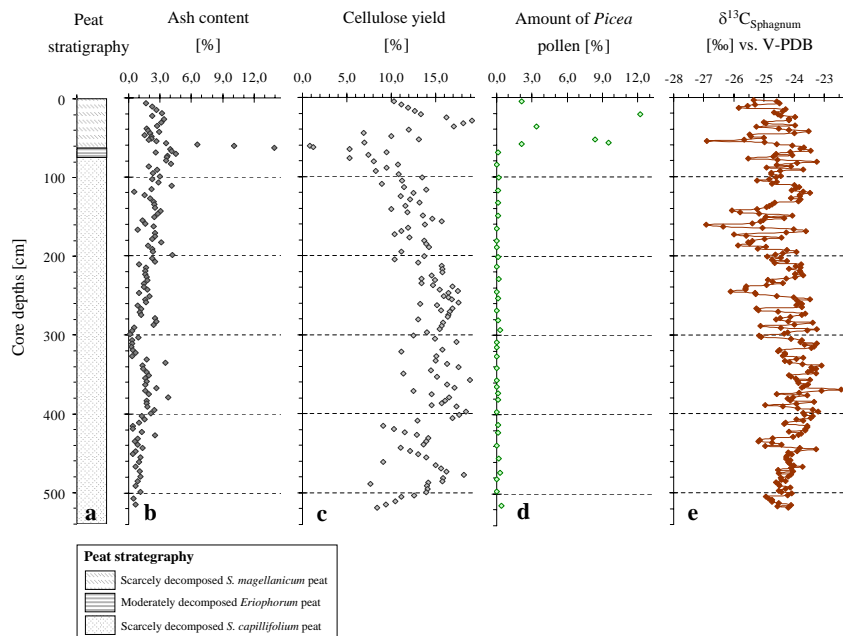 Peat
stratigraphy
Ash content
[%]
Cellulose yield
[%]
Amount of Picea
pollen [%]
δ¹³C Sphagnum
[‰] vs. V-PDB
0,0 3,0 6,0 9,0 12,0
0,0 5,0 10,0 15,0
0,0 2,0 4,0 6,0 8,0 10,0 12,0
-28 -27 -26 -25 -24 -23
Core depths [cm]
0
100
200
300
400
500
a b c d e
Peat stratigraphy
Scarcely decomposed S. magellanicum peat
Moderately decomposed Eriophorum peat
Scarcely decomposed S. capillifolium peat